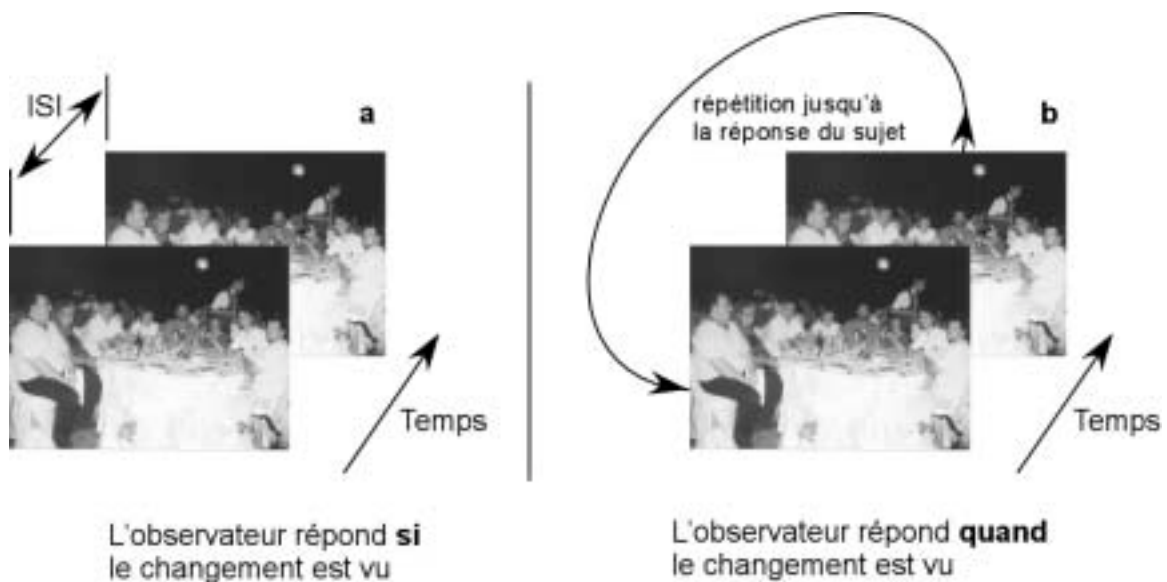 ISI
a
Temps
L'observateur répond si
le changement est vu
répétition jusqu'à
la réponse du sujet
b
Temps
L'observateur répond quand
le changement est vu